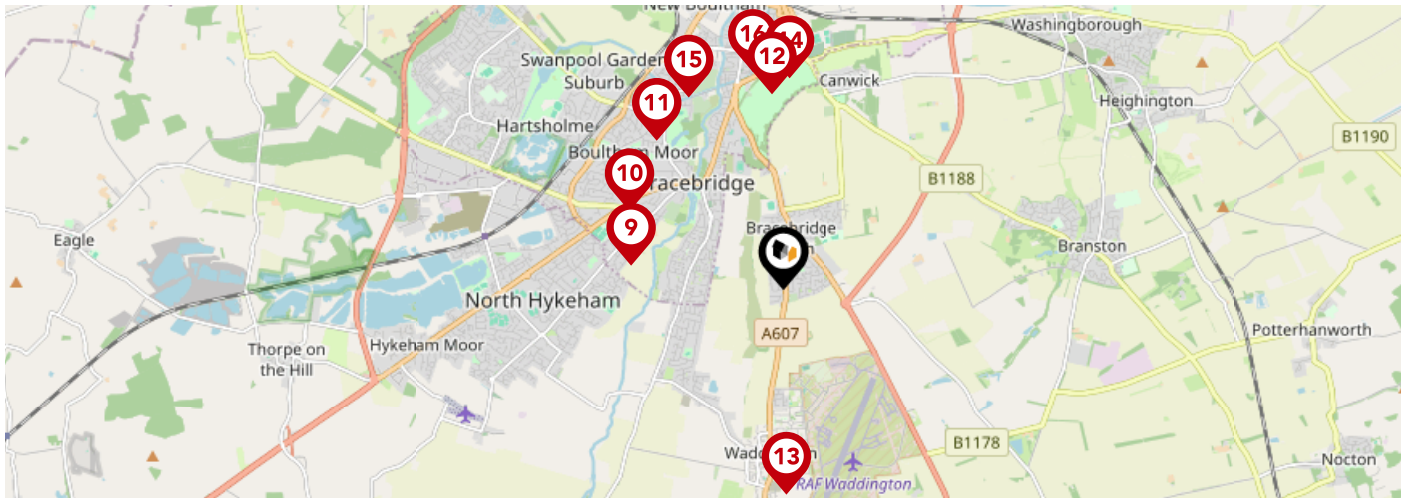 New Boultham
Washingborough
16
14
12
15
Swanpool Garden
Suburb
Canwick
11
Heighington
Hartsholme
B1190
Boultham Moor
10
Bracebridge
B1188
9
Bracebridge
Eagle
Branston
North Hykeham
A607
Potterhanworth
Thorpe on
the Hill
Hykeham Moor
B1178
13
Nocton
RAF Waddington